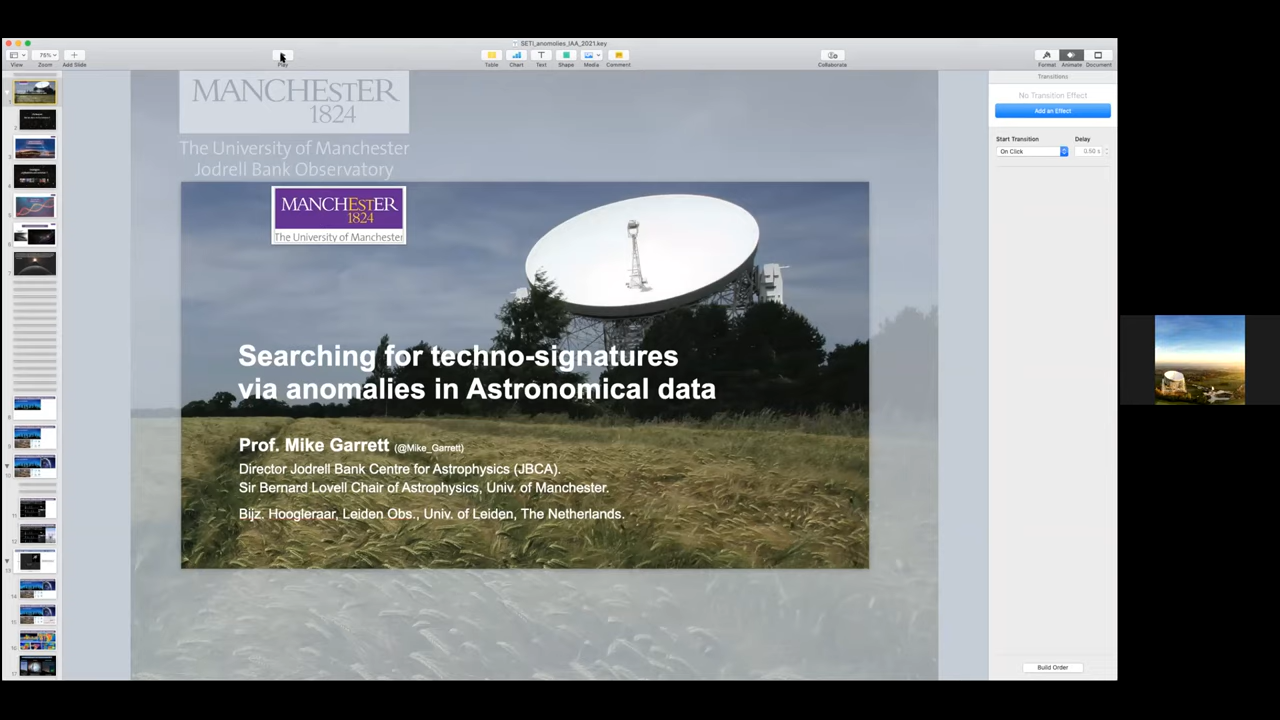 SETI_anomolies_IAA_2021.key
75%
View
Zoom
Add Slide
Play
Table
Chart
Text
Shape
Media
Comment
Collaborate
Format
Animate
Document
Transitions
No Transition Effect
Add an Effect
Start Transition
Delay
On Click
0.50 s
Build Order
MANCHESTER
1824
The University of Manchester
Jodrell Bank Observatory
MANCHESTER
1824
The University of Manchester
Searching for techno-signatures
via anomalies in Astronomical data
Prof. Mike Garrett (@Mike_Garrett)
Director Jodrell Bank Centre for Astrophysics (JBCA).
Sir Bernard Lovell Chair of Astrophysics, Univ. of Manchester.
Bijz. Hoogleraar, Leiden Obs., Univ. of Leiden, The Netherlands.